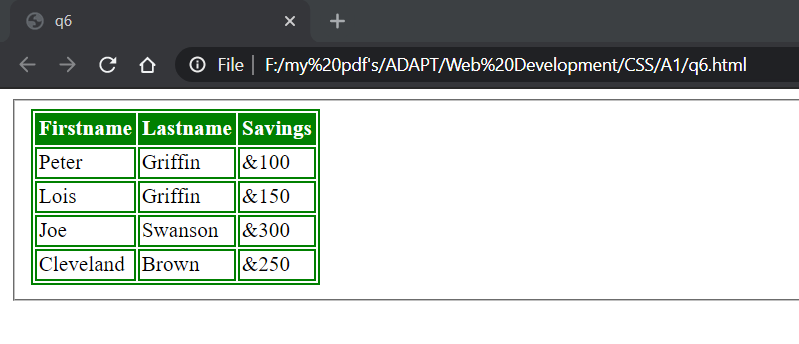 q6
File F:/my%20pdf's/ADAPT/Web%20Development/CSS/A1/q6.html
Firstname Lastname Savings
Peter Griffin &100
Lois Griffin &150
Joe Swanson &300
Cleveland Brown &250